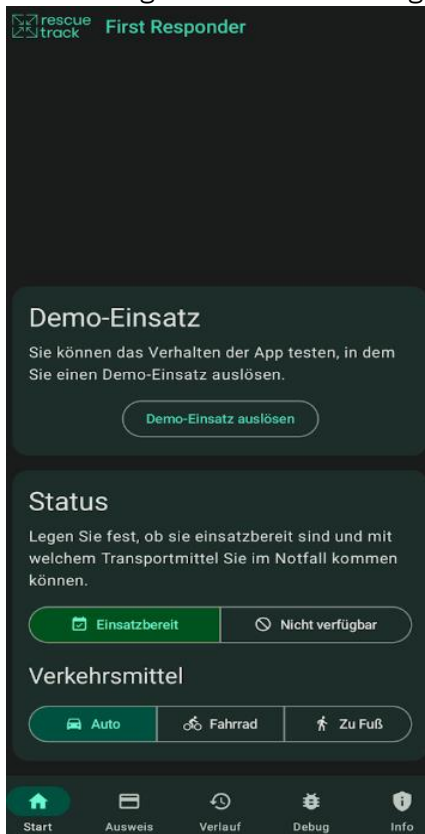 rescue
track
First Responder
Demo-Einsatz
Sie können das Verhalten der App testen, in dem
Sie einen Demo-Einsatz auslösen.
Demo-Einsatz auslösen
Status
Legen Sie fest, ob sie einsatzbereit sind und mit
welchem Transportmittel Sie im Notfall kommen
können.
Einsatzbereit Nicht verfügbar
Verkehrsmittel
Auto Fahrrad Zu Fuß
Start Ausweis Verlauf Debug Info